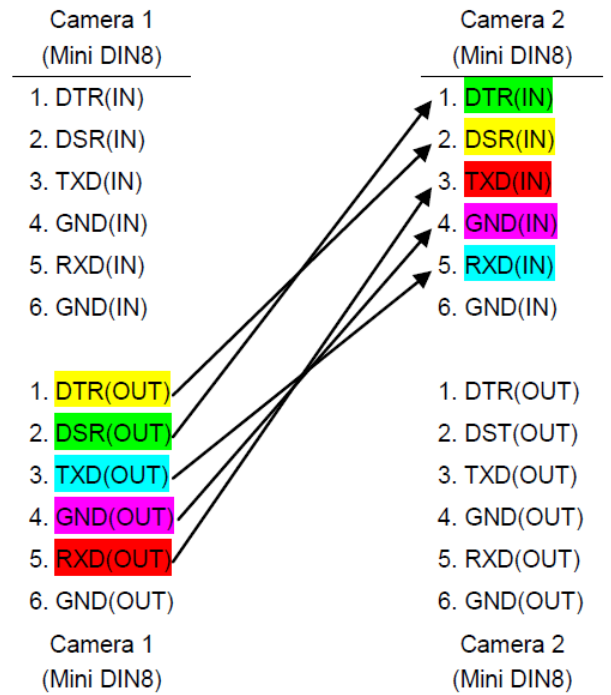 Camera 1
(Mini DIN8)
1. DTR(IN)
2. DSR(IN)
3. TXD(IN)
4. GND(IN)
5. RXD(IN)
6. GND(IN)
1. DTR(OUT)
2. DSR(OUT)
3. TXD(OUT)
4. GND(OUT)
5. RXD(OUT)
6. GND(OUT)
Camera 1
(Mini DIN8)
Camera 2
(Mini DIN8)
1. DTR(IN)
2. DSR(IN)
3. TXD(IN)
4. GND(IN)
5. RXD(IN)
6. GND(IN)
1. DTR(OUT)
2. DST(OUT)
3. TXD(OUT)
4. GND(OUT)
5. RXD(OUT)
6. GND(OUT)
Camera 2
(Mini DIN8)